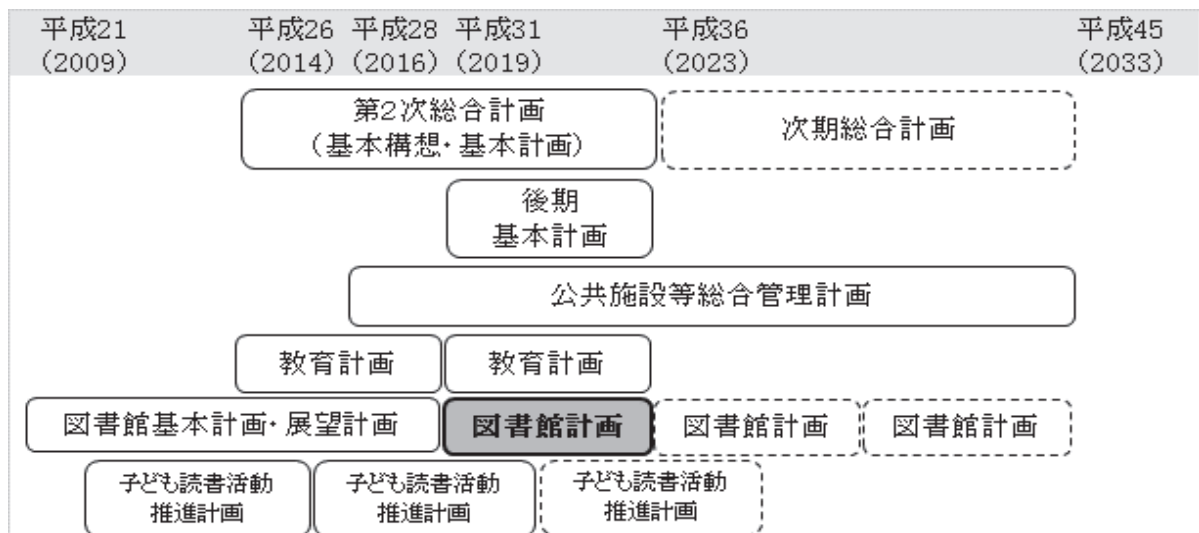 平成21 平成26 平成28 平成31 平成36 平成45
(2009) (2014) (2016) (2019) (2023) (2033)
第2次総合計画
(基本構想・基本計画)
次期総合計画
後期
基本計画
公共施設等総合管理計画
教育計画 教育計画
図書館基本計画・展望計画 図書館計画 図書館計画 図書館計画
子ども読書活動
推進計画
子ども読書活動
推進計画
子ども読書活動
推進計画